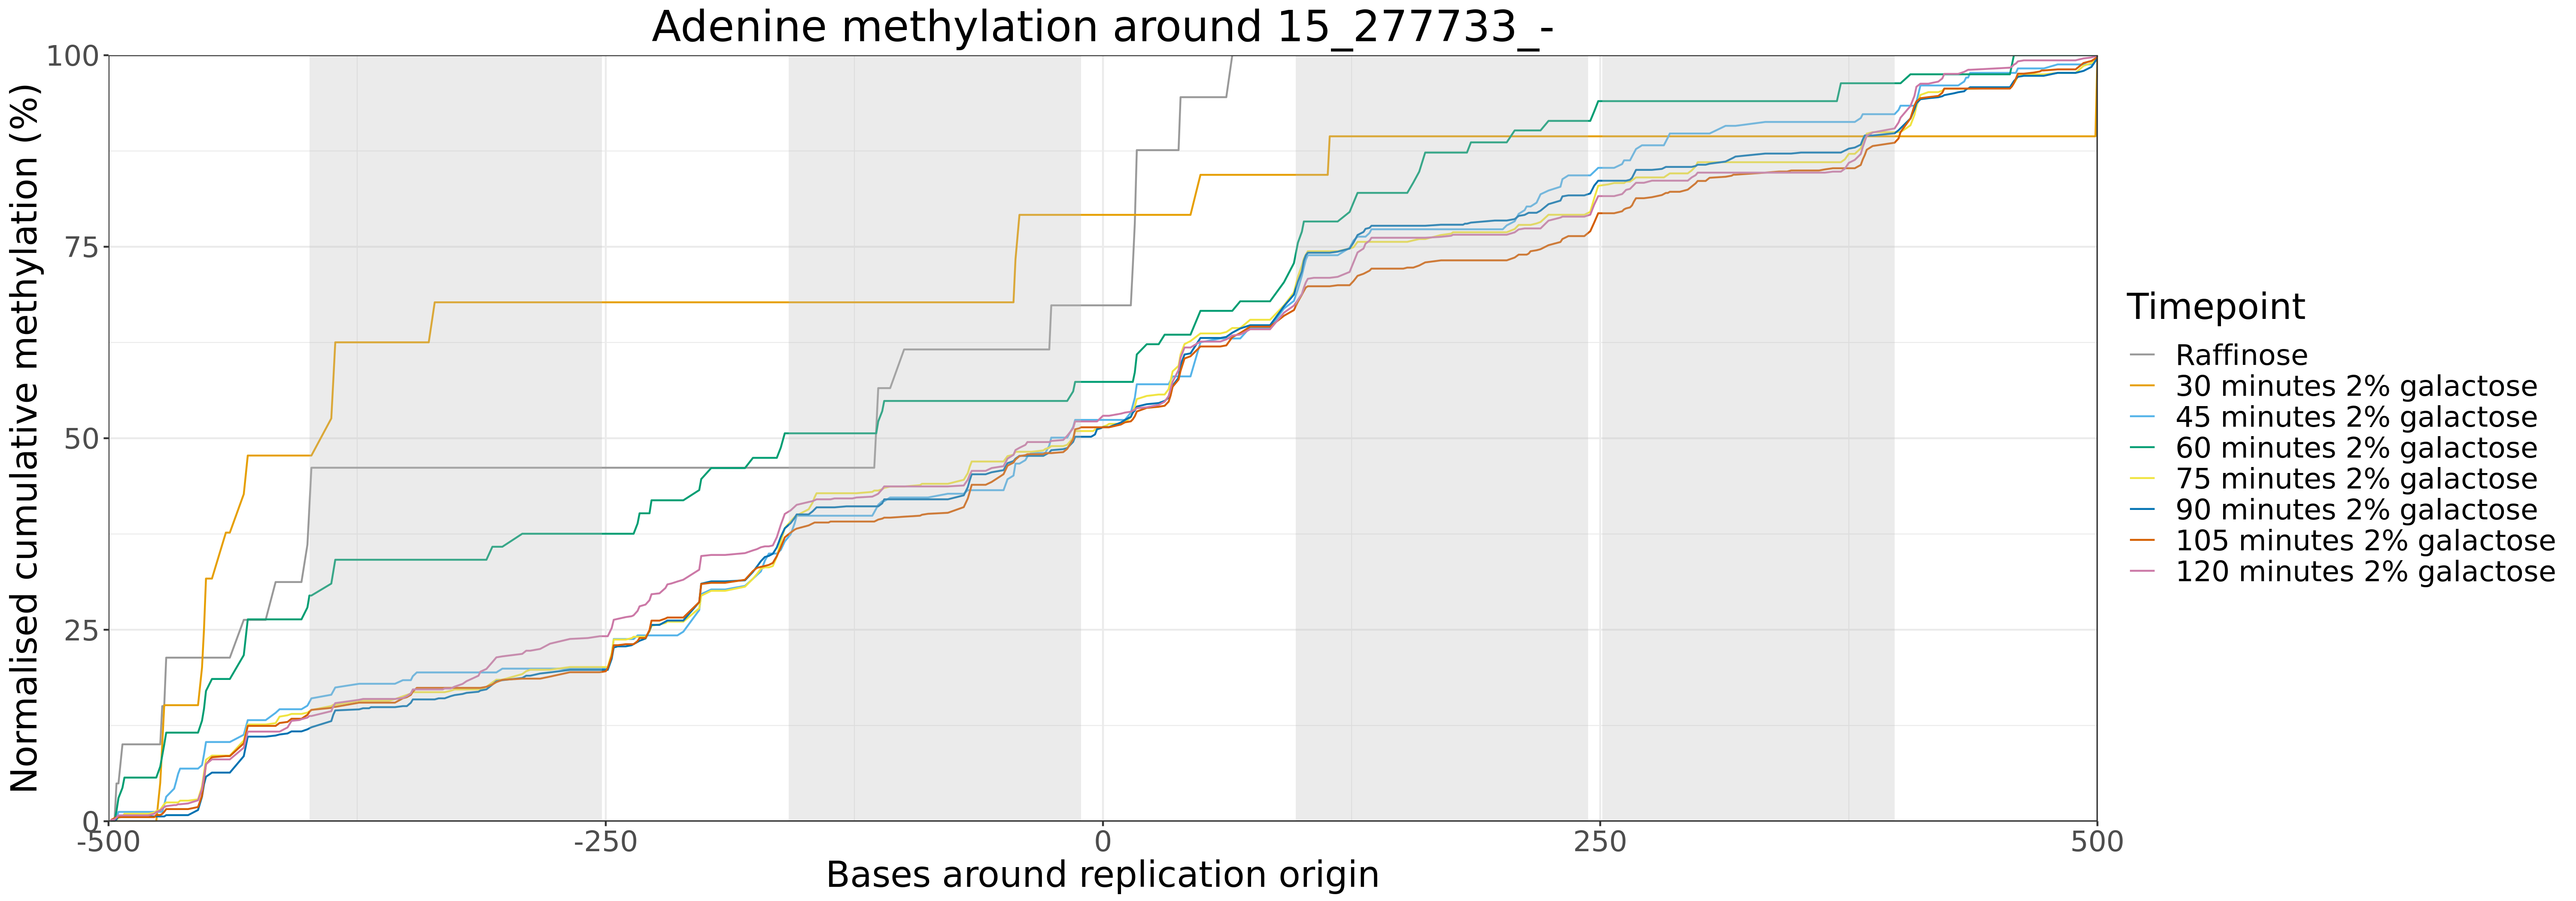 Adenine methylation around 15_277733_-
Normalised cumulative methylation (%)
100
75
50
25
0
-500
-250
0
250
500
Bases around replication origin
Timepoint
Raffinose
30 minutes 2% galactose
45 minutes 2% galactose
60 minutes 2% galactose
75 minutes 2% galactose
90 minutes 2% galactose
105 minutes 2% galactose
120 minutes 2% galactose